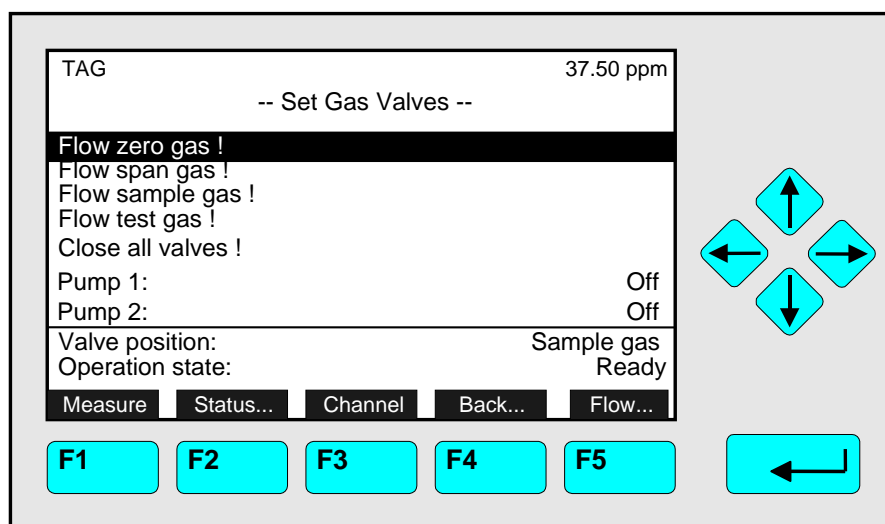 TAG 37.50 ppm
-- Set Gas Valves --
Flow zero gas !
Flow span gas !
Flow sample gas !
Flow test gas !
Close all valves !
Pump 1: Off
Pump 2: Off
Valve position: Sample gas
Operation state: Ready
Measure Status... Channel Back... Flow...
F1 F2 F3 F4 F5